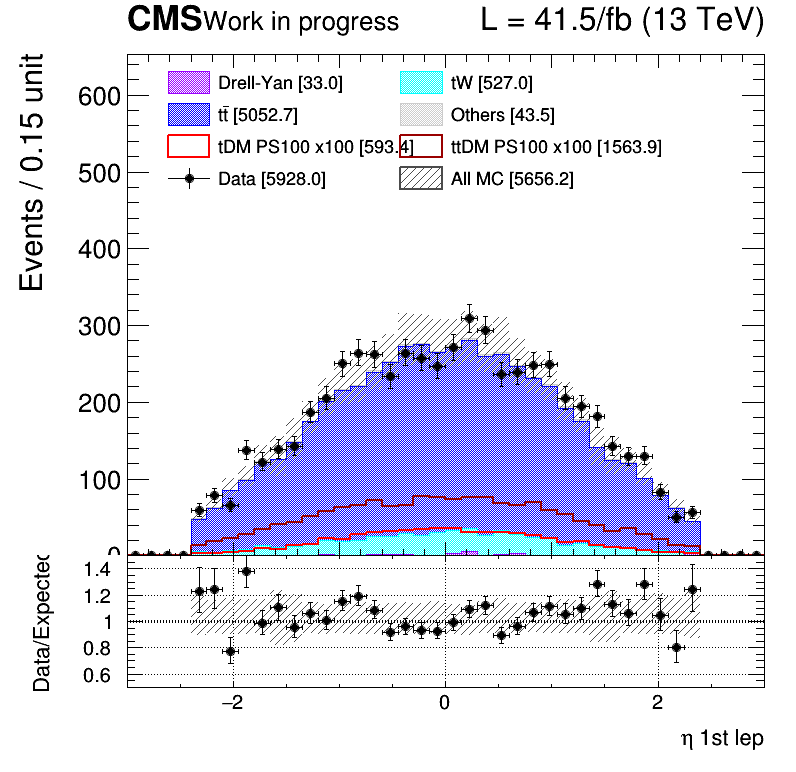 CMS Work in progress L = 41.5/fb (13 TeV)
Events / 0.15 unit
Drell-Yan [33.0] tW [527.0]
tt̄ [5052.7] Others [43.5]
tDM PS100 x100 [593.4] ttDM PS100 x100 [1563.9]
Data [5928.0] All MC [5656.2]
600
500
400
300
200
100
0
Data/Expected
1.4
1.2
1
0.8
0.6
−2 0 2
η 1st lep